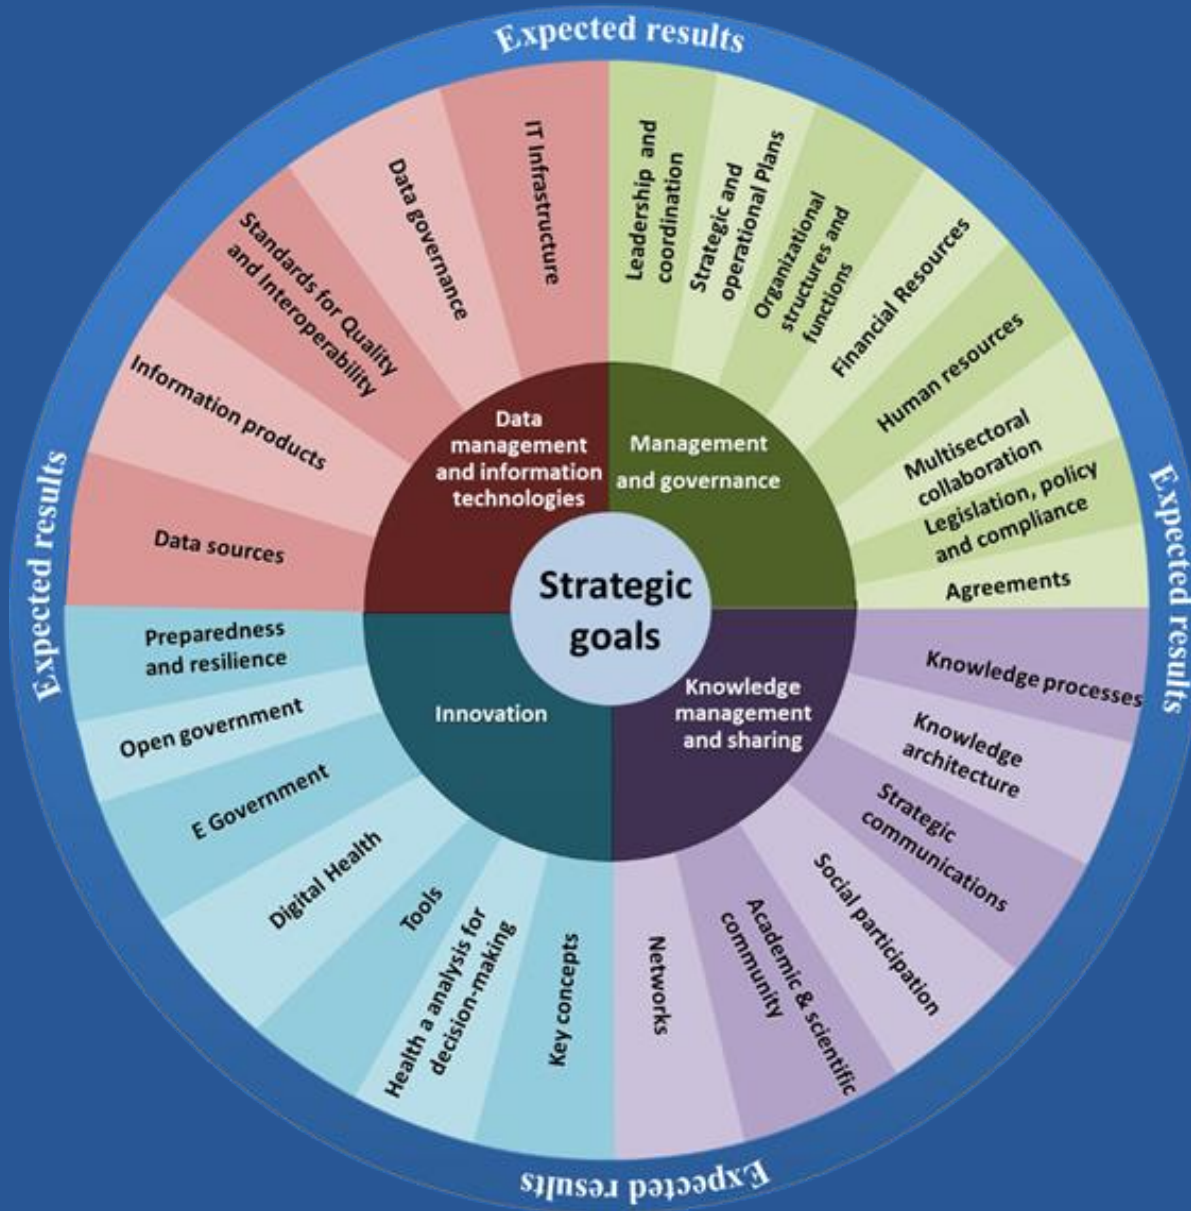 Expected results
Expected results
Expected results
Expected results
Strategic
goals
Data
management
and information
technologies
Management
and governance
Knowledge
management
and sharing
Innovation
Leadership and
coordination
Strategic and
operational Plans
Organizational
structures and
functions
Financial Resources
Human resources
Multisectoral
collaboration
Legislation, policy
and compliance
Agreements
Knowledge processes
Knowledge
architecture
Strategic
communications
Social participation
Academic & scientific
community
Networks
Key concepts
Health a analysis for
decision-making
Tools
Digital Health
E Government
Open government
Preparedness
and resilience
Data sources
Information products
Standards for Quality
and Interoperability
Data governance
IT Infrastructure